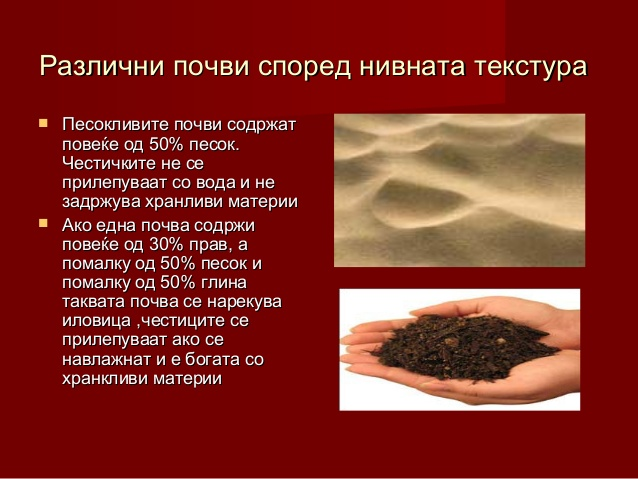 Различни почви според нивната текстура
Песокливите почви содржат
повеќе од 50% песок.
Честичките не се
прилепуваат со вода и не
задржува хранливи материи
Ако една почва содржи
повеќе од 30% прав, а
помалку од 50% песок и
помалку од 50% глина
таквата почва се нарекува
иловица ,честиците се
прилепуваат ако се
навлажнат и е богата со
хранкливи материи